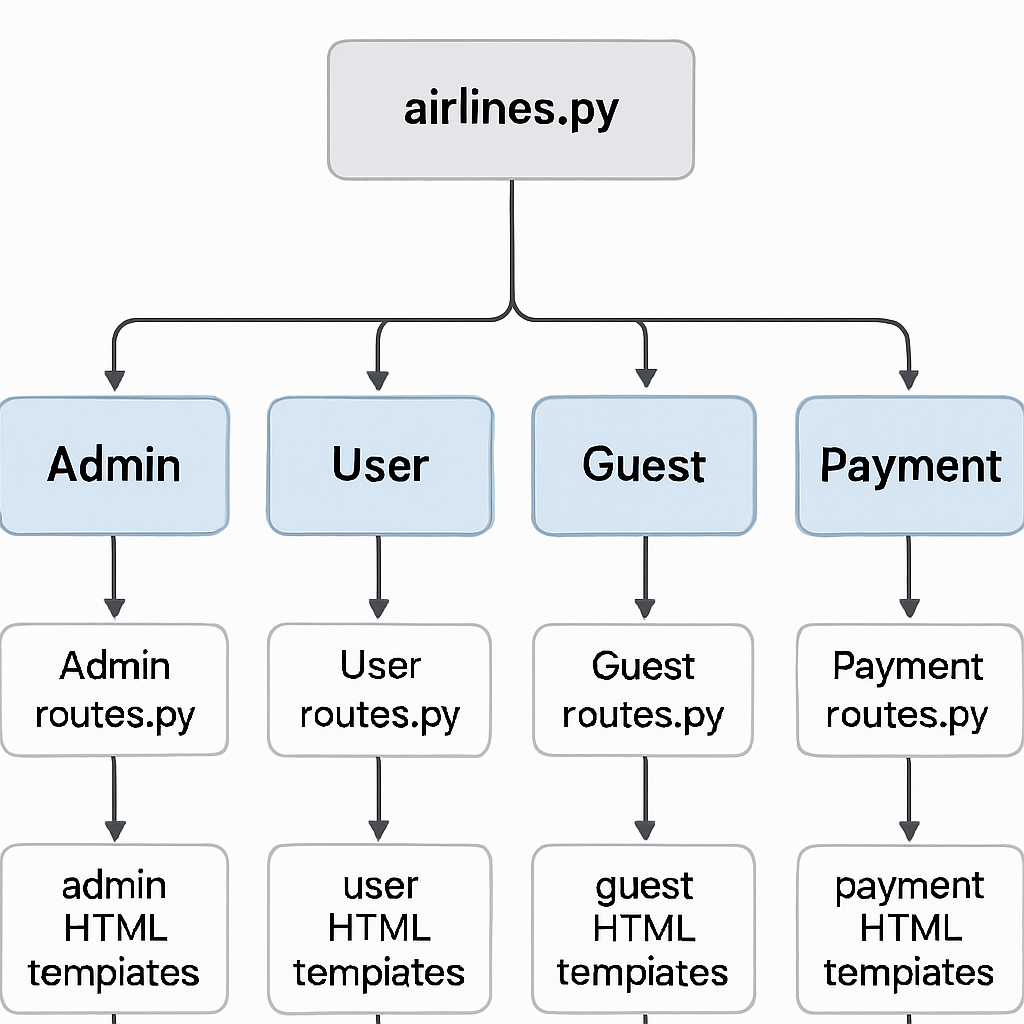 airlines.py
Admin
User
Guest
Payment
Admin
routes.py
User
routes.py
Guest
routes.py
Payment
routes.py
admin
HTML
tempiates
user
HTML
tempiates
guest
HTML
tempiates
payment
HTML
tempiates